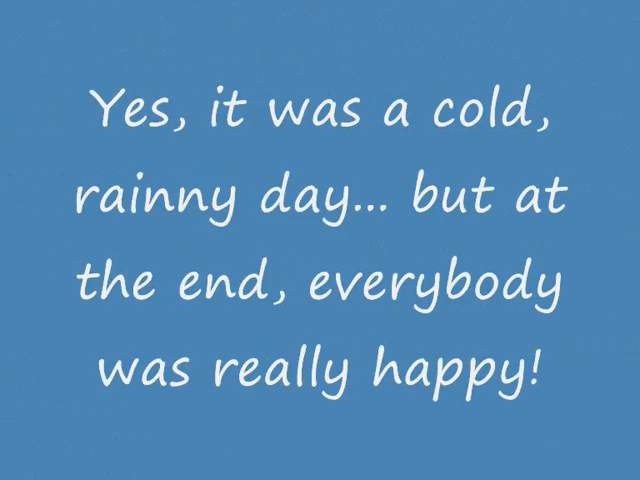 Yes, it was a cold,
rainny day... but at
the end, everybody
was really happy!